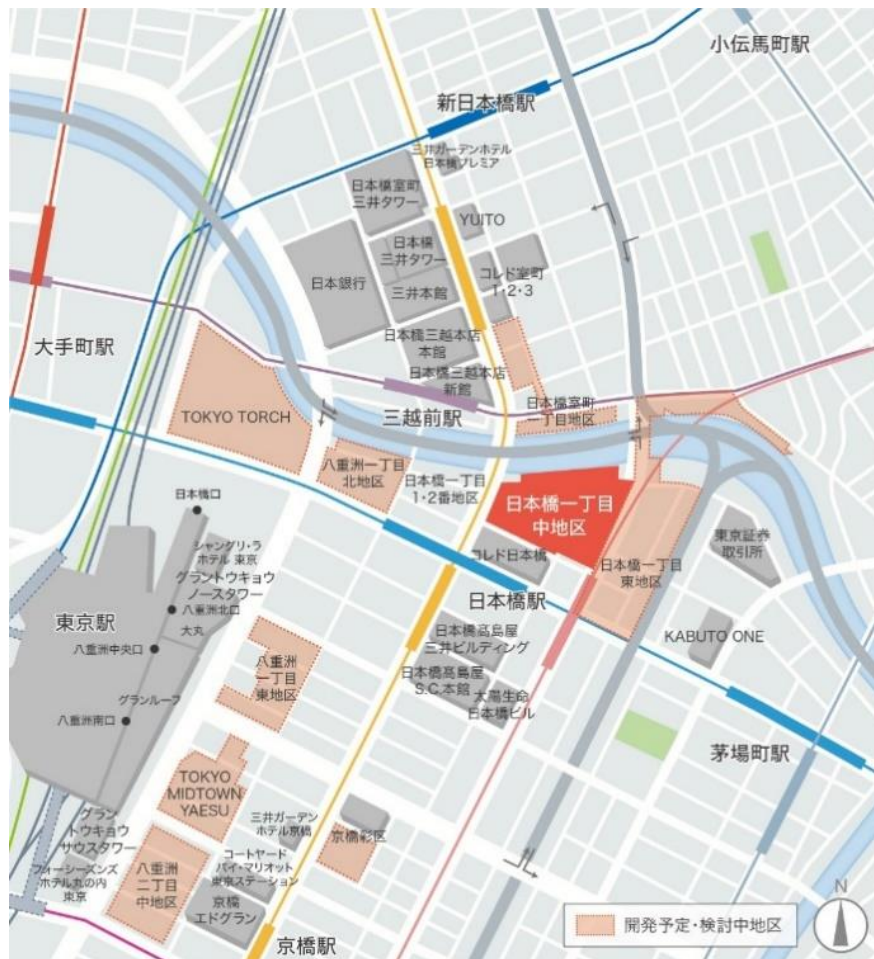 小伝馬町駅
新日本橋駅
三井ガーデンホテル
日本橋プレミア
日本橋室町
三井タワー
YUITO
日本橋
三井タワー
コレド室町
1・2・3
日本銀行
三井本館
日本橋三越本店
本館
大手町駅
日本橋三越本店
新館
TOKYO TORCH
三越前駅
日本橋室町
一丁目地区
八重洲一丁目
北地区
日本橋一丁目
1・2番地区
日本橋一丁目
中地区
日本橋口
東京証券
取引所
シャングリ・ラ
ホテル 東京
コレド日本橋
日本橋一丁目
東地区
グラントウキョウ
ノースタワー
八重洲北口
日本橋駅
東京駅
大丸
日本橋髙島屋
三井ビルディング
KABUTO ONE
八重洲中央口
八重洲
一丁目
東地区
日本橋髙島屋
S.C.本館
グランルーフ
太陽生命
日本橋ビル
八重洲南口
茅場町駅
TOKYO
MIDTOWN
YAESU
グラン
トウキョウ
サウスタワー
三井ガーデン
ホテル京橋
京橋彩区
フォーシーズンズ
ホテル丸の内
東京
八重洲
二丁目
中地区
コートヤード
バイ・マリオット
東京ステーション
京橋
エドグラン
京橋駅
開発予定・検討中地区
N